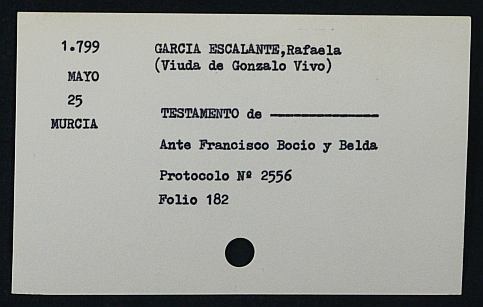 1.799
MAYO
25
MURCIA
GARCIA ESCALANTE,Rafaela
(Viuda de Gonzalo Vivo)
TESTAMENTO de ----------------
Ante Francisco Bocio y Belda
Protocolo Nº 2556
Folio 182